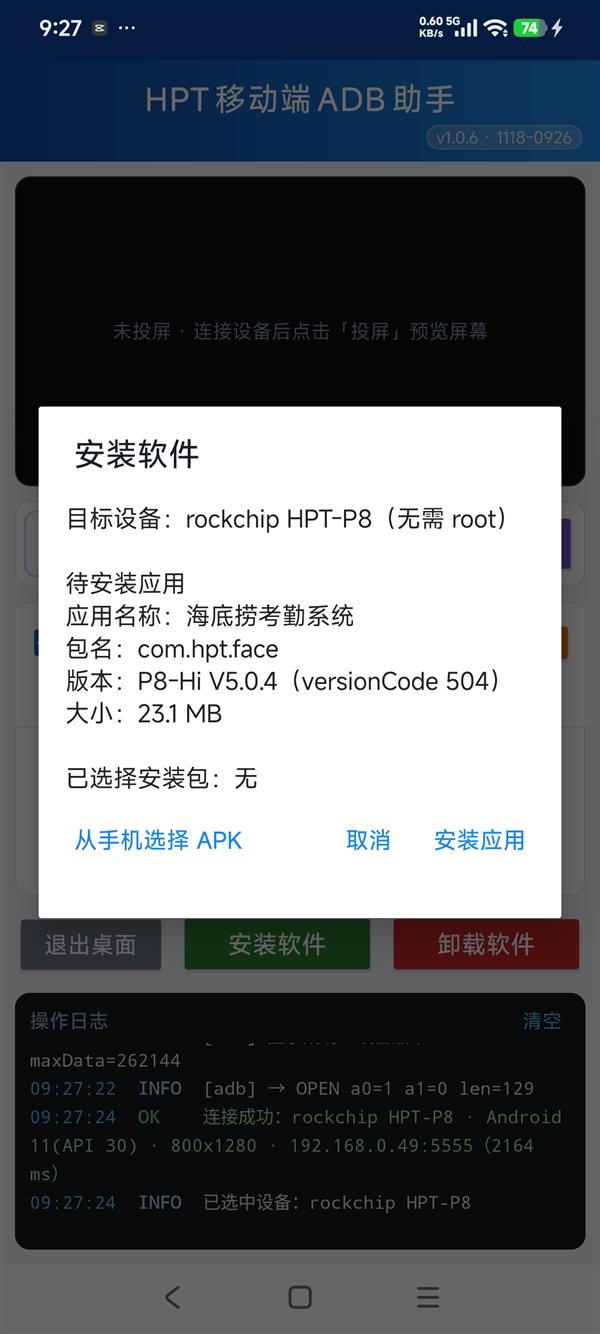 9:27
0.60 5G
KB/s
74
HPT移动端ADB助手
v1.0.6 · 1118-0926
未投屏 · 连接设备后点击「投屏」预览屏幕
安装软件
目标设备：rockchip HPT-P8（无需 root）
待安装应用
应用名称：海底捞考勤系统
包名：com.hpt.face
版本：P8-Hi V5.0.4（versionCode 504）
大小：23.1 MB
已选择安装包：无
从手机选择 APK 取消 安装应用
退出桌面 安装软件 卸载软件
操作日志 清空
maxData=262144
09:27:22 INFO [adb] → OPEN a0=1 a1=0 len=129
09:27:24 OK 连接成功：rockchip HPT-P8 · Android
11(API 30) · 800x1280 · 192.168.0.49:5555（2164
ms）
09:27:24 INFO 已选中设备：rockchip HPT-P8